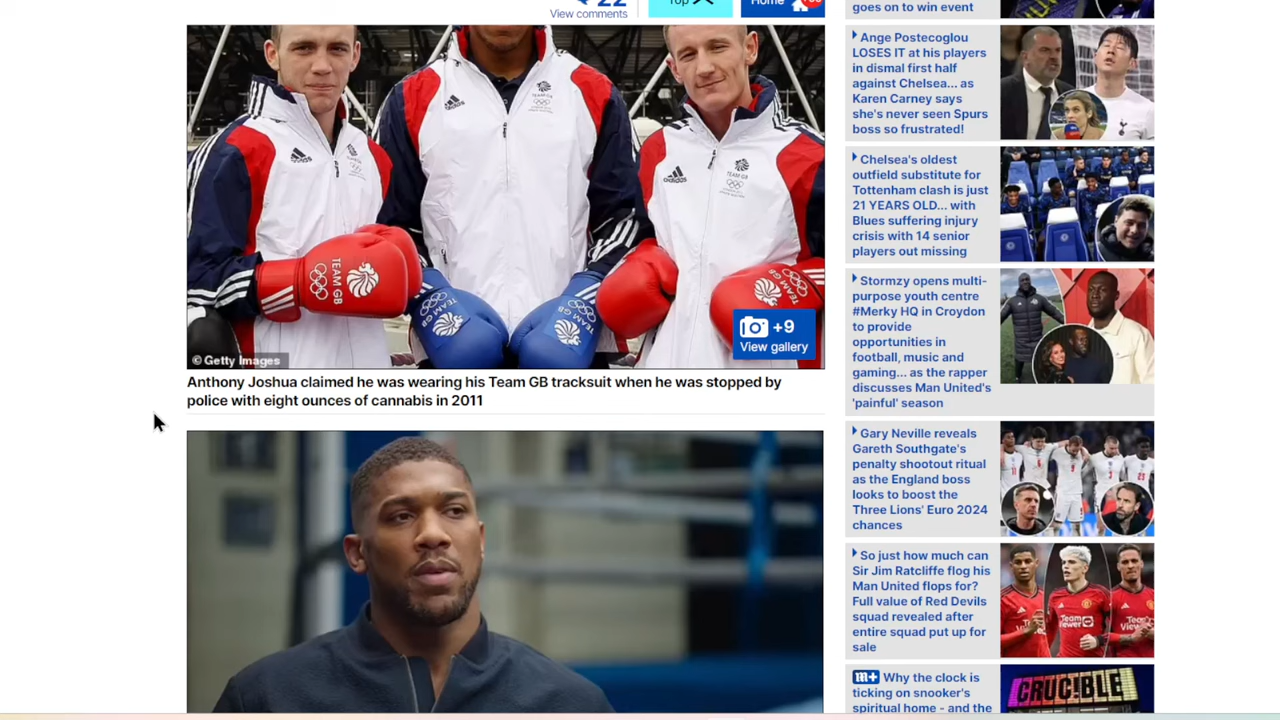 22
View comments
Top
Home
adidas
TEAM GB
adidas
TEAM GB
TEAM GB
+9
View gallery
© Getty Images
Anthony Joshua claimed he was wearing his Team GB tracksuit when he was stopped by
police with eight ounces of cannabis in 2011
goes on to win event
Ange Postecoglou
LOSES IT at his players
in dismal first half
against Chelsea... as
Karen Carney says
she's never seen Spurs
boss so frustrated!
Chelsea's oldest
outfield substitute for
Tottenham clash is just
21 YEARS OLD... with
Blues suffering injury
crisis with 14 senior
players out missing
Stormzy opens multi-
purpose youth centre
#Merky HQ in Croydon
to provide
opportunities in
football, music and
gaming... as the rapper
discusses Man United's
'painful' season
Gary Neville reveals
Gareth Southgate's
penalty shootout ritual
as the England boss
looks to boost the
Three Lions' Euro 2024
chances
So just how much can
Sir Jim Ratcliffe flog his
Man United flops for?
Full value of Red Devils
squad revealed after
entire squad put up for
sale
m+ Why the clock is
ticking on snooker's
spiritual home - and the
CRUCIBLE